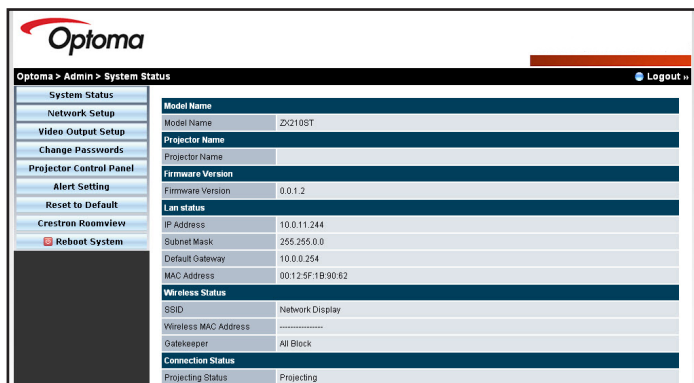 Optoma
Optoma > Admin > System Status
Logout »
System Status
Network Setup
Video Output Setup
Change Passwords
Projector Control Panel
Alert Setting
Reset to Default
Crestron Roomview
Reboot System
Model Name
Model Name ZX210ST
Projector Name
Projector Name
Firmware Version
Firmware Version 0.0.1.2
Lan status
IP Address 10.0.11.244
Subnet Mask 255.255.0.0
Default Gateway 10.0.0.254
MAC Address 00:12:5F:1B:90:62
Wireless Status
SSID Network Display
Wireless MAC Address ----------------
Gatekeeper All Block
Connection Status
Projecting Status Projecting